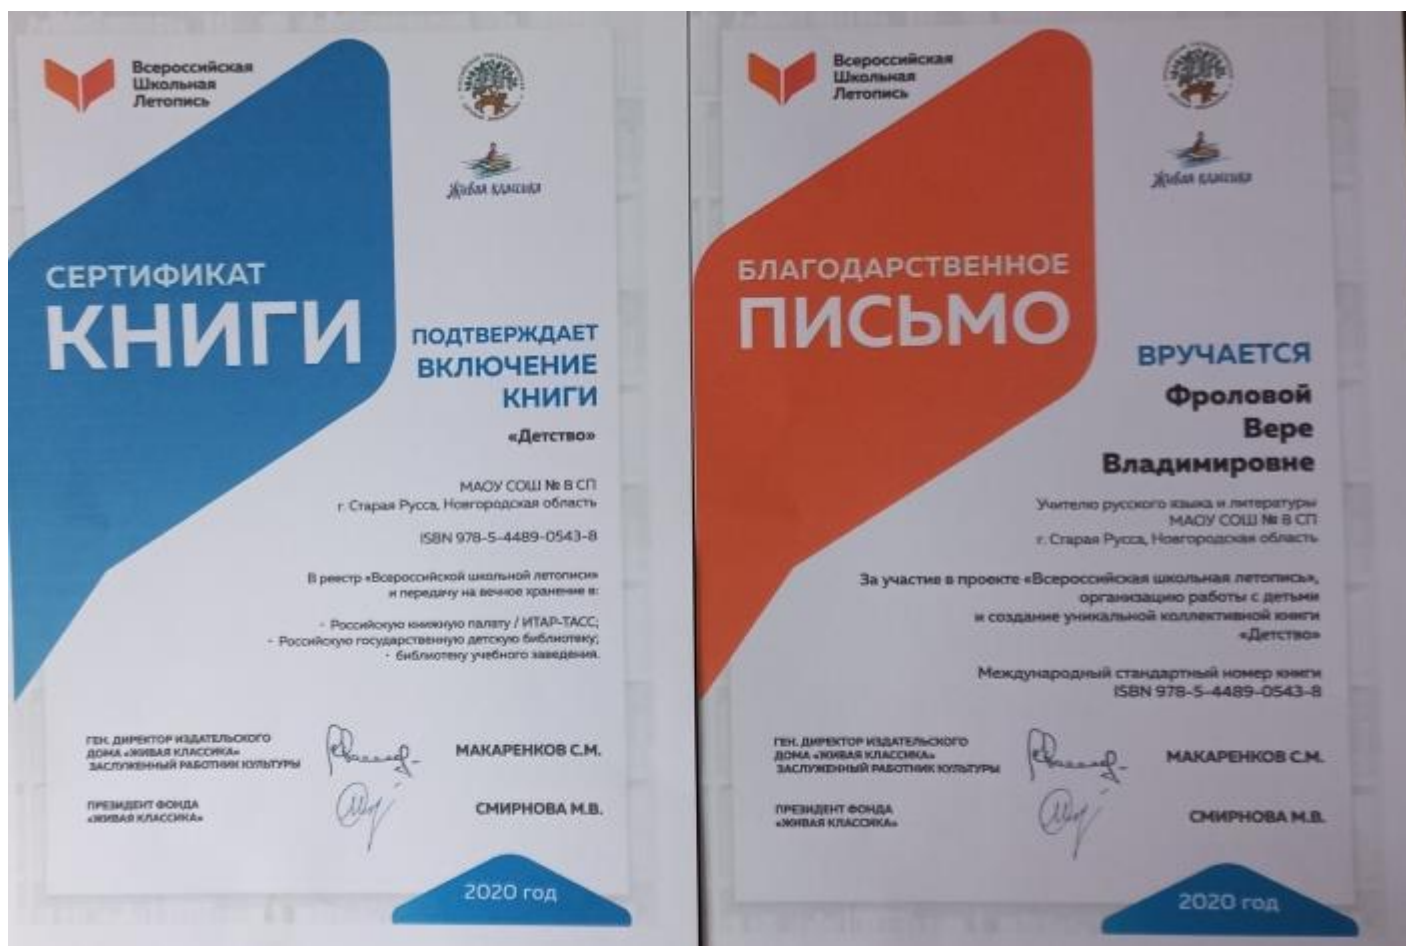 Всероссийская
Школьная
Летопись
Живая классика
СЕРТИФИКАТ
КНИГИ
ПОДТВЕРЖДАЕТ
ВКЛЮЧЕНИЕ
КНИГИ
«Детство»
МАОУ СОШ № 8 СП
г. Старая Русса, Новгородская область
ISBN 978-5-4489-0543-8
В реестр «Всероссийской школьной летописи»
и передачу на вечное хранение в:
- Российскую книжную палату / ИТАР-ТАСС;
- Российскую государственную детскую библиотеку;
- библиотеку учебного заведения.
ГЕН. ДИРЕКТОР ИЗДАТЕЛЬСКОГО
ДОМА «ЖИВАЯ КЛАССИКА»
ЗАСЛУЖЕННЫЙ РАБОТНИК КУЛЬТУРЫ
МАКАРЕНКОВ С.М.
ПРЕЗИДЕНТ ФОНДА
«ЖИВАЯ КЛАССИКА»
СМИРНОВА М.В.
2020 год
Всероссийская
Школьная
Летопись
Живая классика
БЛАГОДАРСТВЕННОЕ
ПИСЬМО
ВРУЧАЕТСЯ
Фроловой
Вере
Владимировне
Учителю русского языка и литературы
МАОУ СОШ № 8 СП
г. Старая Русса, Новгородская область
За участие в проекте «Всероссийская школьная летопись»,
организацию работы с детьми
и создание уникальной коллективной книги
«Детство»
Международный стандартный номер книги
ISBN 978-5-4489-0543-8
ГЕН. ДИРЕКТОР ИЗДАТЕЛЬСКОГО
ДОМА «ЖИВАЯ КЛАССИКА»
ЗАСЛУЖЕННЫЙ РАБОТНИК КУЛЬТУРЫ
МАКАРЕНКОВ С.М.
ПРЕЗИДЕНТ ФОНДА
«ЖИВАЯ КЛАССИКА»
СМИРНОВА М.В.
2020 год